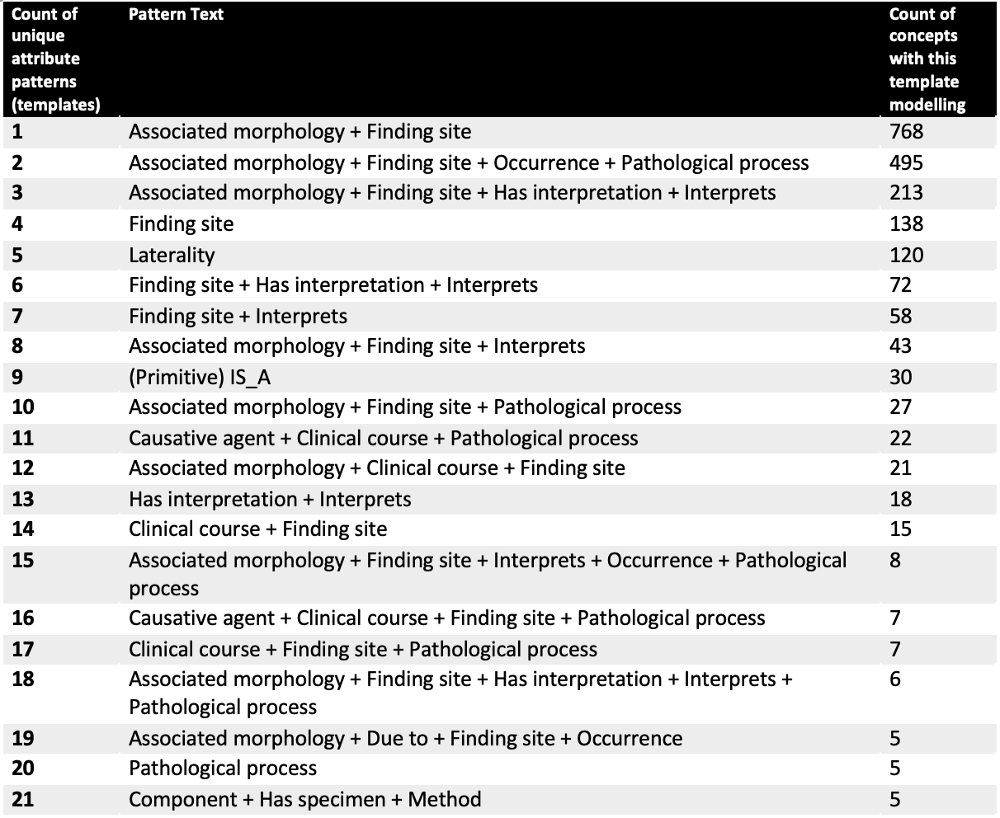 Count of unique attribute patterns (templates) Pattern Text Count of concepts with this template modelling
1 Associated morphology + Finding site 768
2 Associated morphology + Finding site + Occurrence + Pathological process 495
3 Associated morphology + Finding site + Has interpretation + Interprets 213
4 Finding site 138
5 Laterality 120
6 Finding site + Has interpretation + Interprets 72
7 Finding site + Interprets 58
8 Associated morphology + Finding site + Interprets 43
9 (Primitive) IS_A 30
10 Associated morphology + Finding site + Pathological process 27
11 Causative agent + Clinical course + Pathological process 22
12 Associated morphology + Clinical course + Finding site 21
13 Has interpretation + Interprets 18
14 Clinical course + Finding site 15
15 Associated morphology + Finding site + Interprets + Occurrence + Pathological 8
process
16 Causative agent + Clinical course + Finding site + Pathological process 7
17 Clinical course + Finding site + Pathological process 7
18 Associated morphology + Finding site + Has interpretation + Interprets + 6
Pathological process
19 Associated morphology + Due to + Finding site + Occurrence 5
20 Pathological process 5
21 Component + Has specimen + Method 5